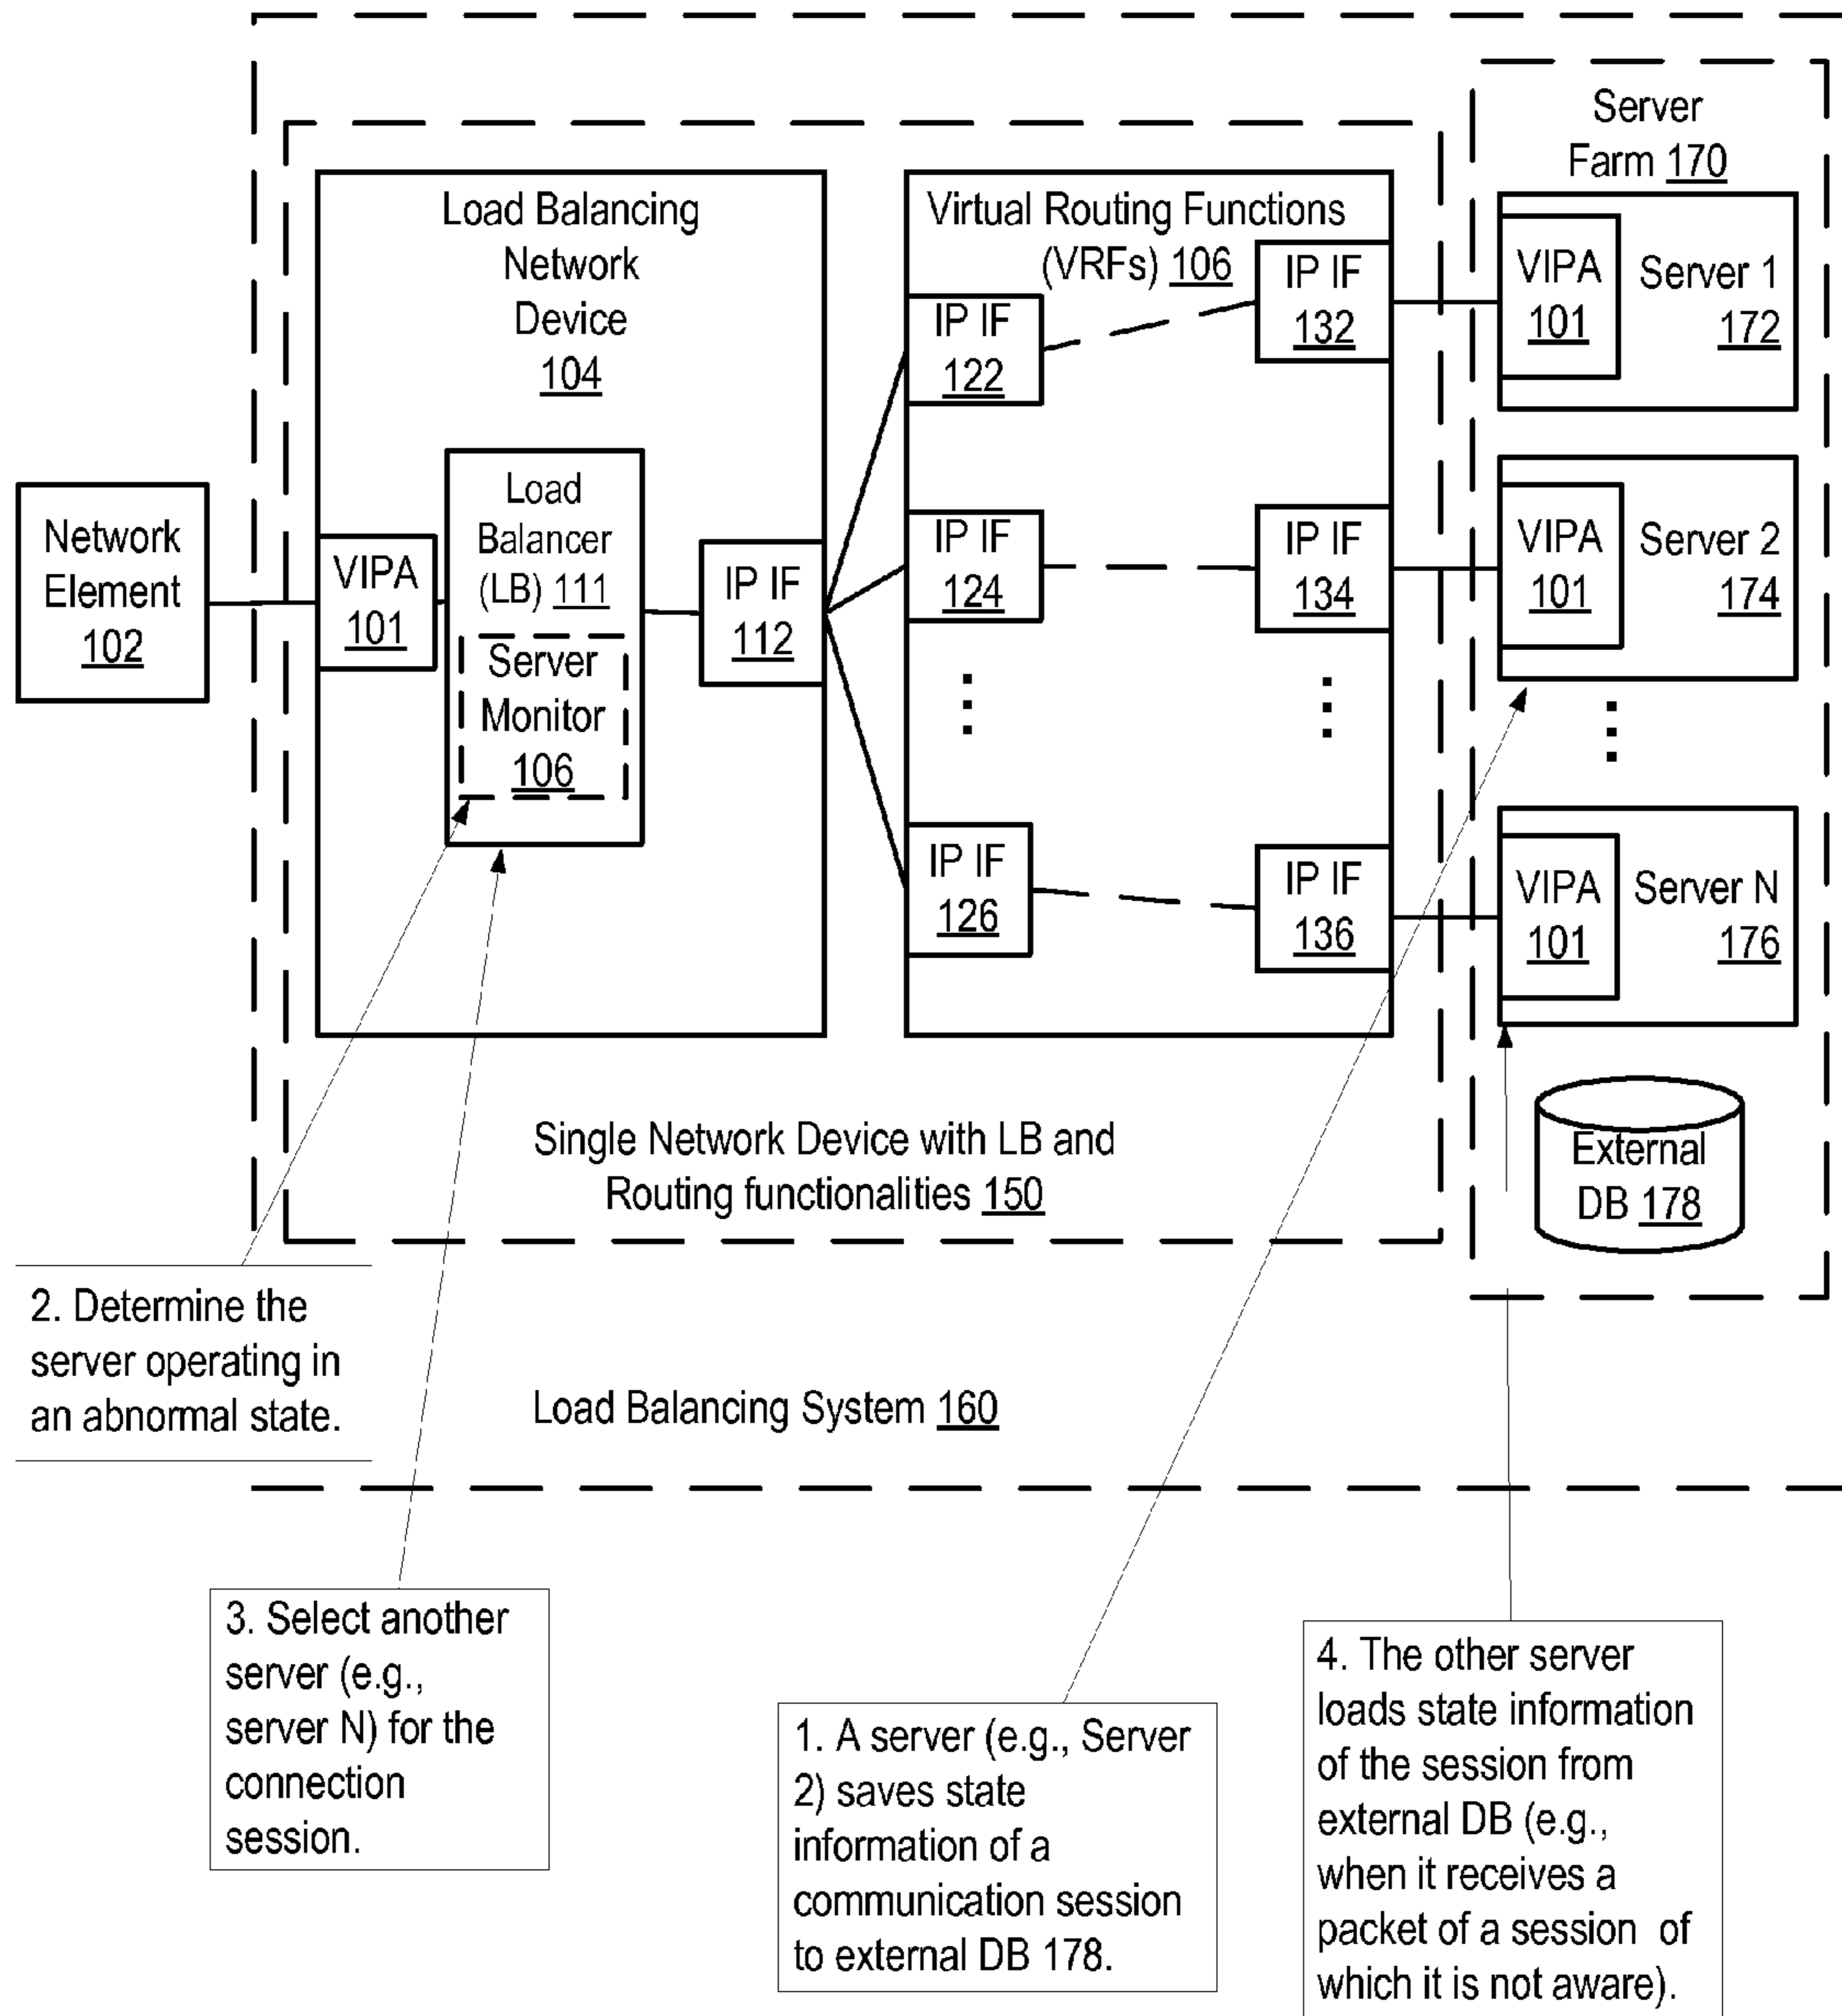 Server
Farm 170
Load Balancing
Network
Device
104
Virtual Routing Functions
(VRFs) 106
IP IF
132
VIPA
101
Server 1
172
IP IF
122
Network
Element
102
VIPA
101
Load
Balancer
(LB) 111
Server
Monitor
106
IP IF
112
IP IF
124
IP IF
134
VIPA
101
Server 2
174
IP IF
126
IP IF
136
VIPA
101
Server N
176
External
DB 178
Single Network Device with LB and
Routing functionalities 150
2. Determine the
server operating in
an abnormal state.
Load Balancing System 160
3. Select another
server (e.g.,
server N) for the
connection
session.
1. A server (e.g., Server
2) saves state
information of a
communication session
to external DB 178.
4. The other server
loads state information
of the session from
external DB (e.g.,
when it receives a
packet of a session of
which it is not aware).